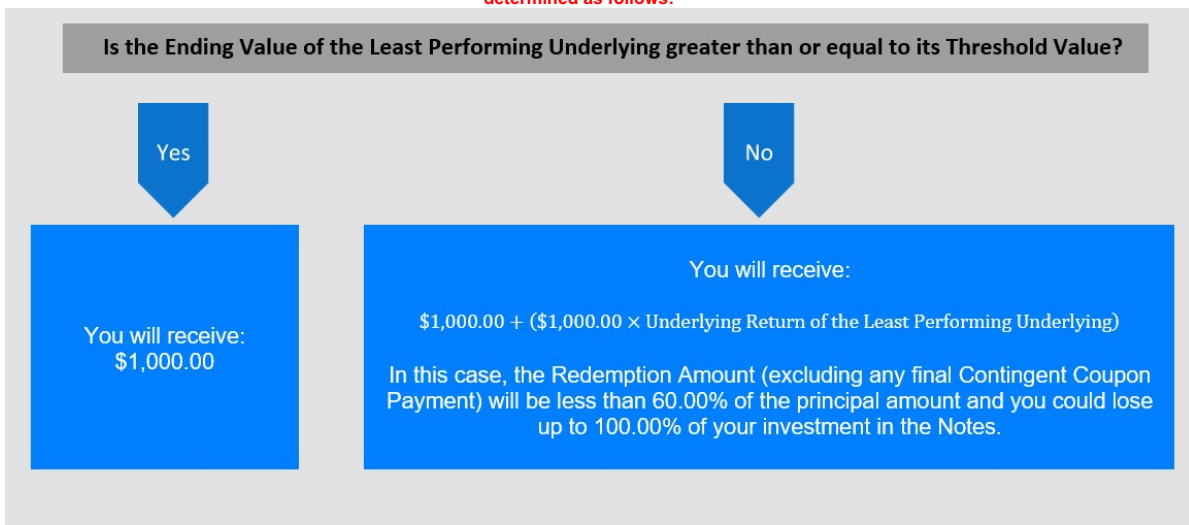 determined as follows:
Is the Ending Value of the Least Performing Underlying greater than or equal to its Threshold Value?
Yes
No
You will receive:
$1,000.00
You will receive:
$1,000.00 + ($1,000.00 × Underlying Return of the Least Performing Underlying)
In this case, the Redemption Amount (excluding any final Contingent Coupon
Payment) will be less than 60.00% of the principal amount and you could lose
up to 100.00% of your investment in the Notes.